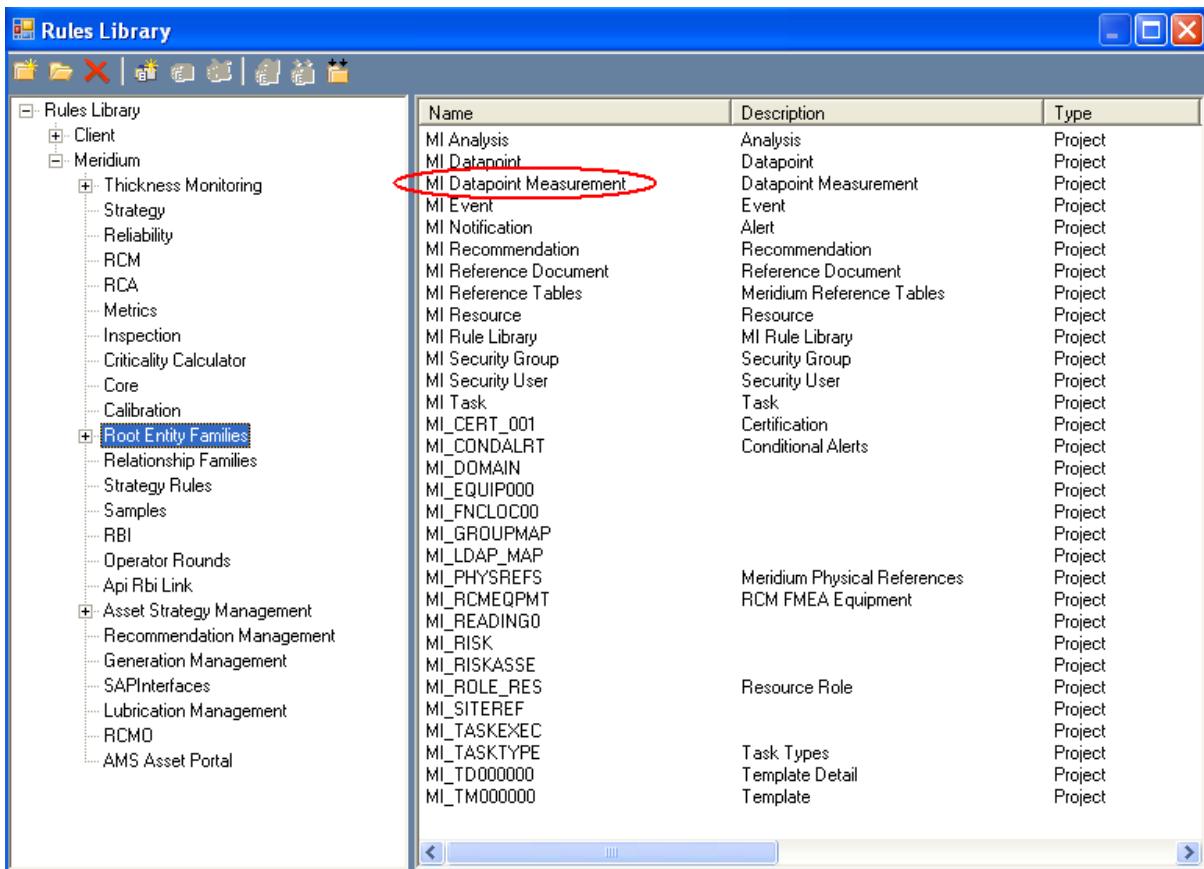 Rules Library
Rules Library
Client
Meridium
Thickness Monitoring
Strategy
Reliability
RCM
RCA
Metrics
Inspection
Criticality Calculator
Core
Calibration
Root Entity Families
Relationship Families
Strategy Rules
Samples
RBI
Operator Rounds
Api Rbi Link
Asset Strategy Management
Recommendation Management
Generation Management
SAPInterfaces
Lubrication Management
RCMO
AMS Asset Portal
Name Description Type
MI Analysis Analysis Project
MI Datapoint Datapoint Project
MI Datapoint Measurement Datapoint Measurement Project
MI Event Event Project
MI Notification Alert Project
MI Recommendation Recommendation Project
MI Reference Document Reference Document Project
MI Reference Tables Meridium Reference Tables Project
MI Resource Resource Project
MI Rule Library MI Rule Library Project
MI Security Group Security Group Project
MI Security User Security User Project
MI Task Task Project
MI_CERT_001 Certification Project
MI_CONDALRT Conditional Alerts Project
MI_DOMAIN Project
MI_EQUIP000 Project
MI_FNCLOC00 Project
MI_GROUPMAP Project
MI_LDAP_MAP Project
MI_PHYSREFS Meridium Physical References Project
MI_RCMEQPMT RCM FMEA Equipment Project
MI_READING0 Project
MI_RISK Project
MI_RISKASSE Project
MI_ROLE_RES Resource Role Project
MI_SITEREF Project
MI_TASKEXEC Project
MI_TASKTYPE Task Types Project
MI_TD000000 Template Detail Project
MI_TM000000 Template Project